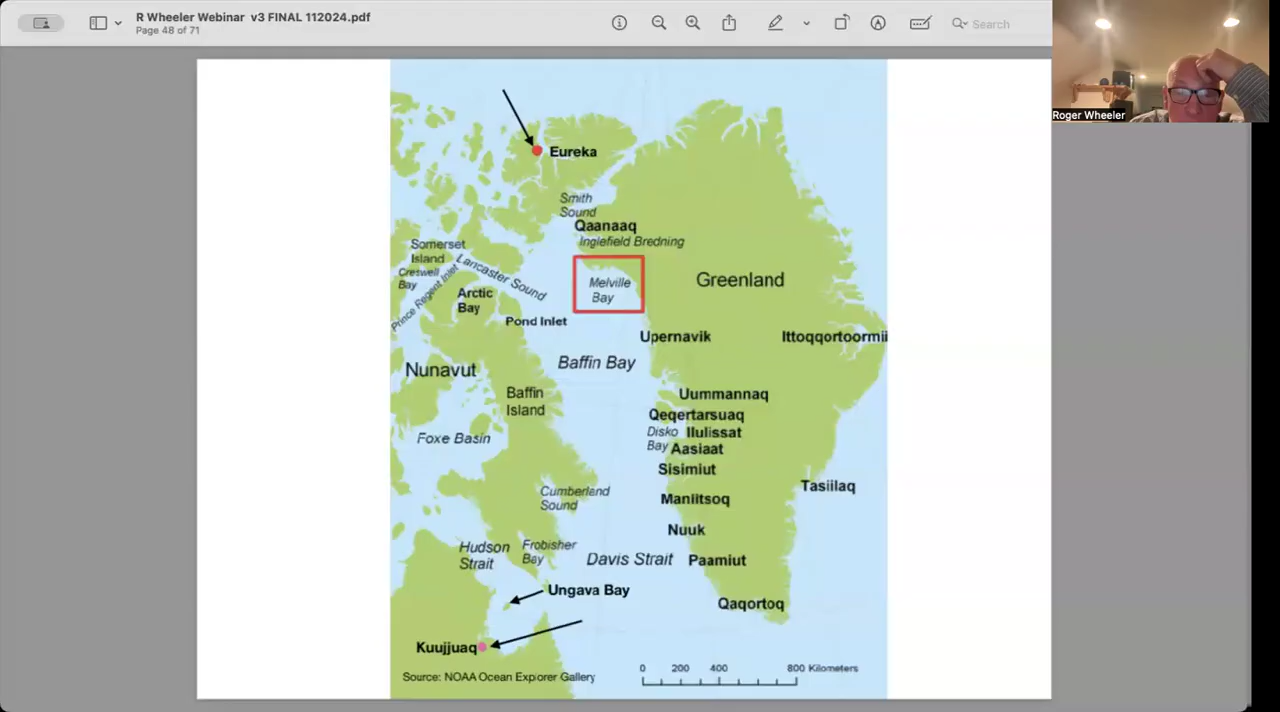 R Wheeler Webinar v3 FINAL 112024.pdf
Page 48 of 71
Search
Roger Wheeler
Eureka
Smith
Sound
Qaanaaq
Inglefield Bredning
Somerset
Island
Creswell
Bay
Prince Regent Inlet
Lancaster Sound
Arctic
Bay
Melville
Bay
Greenland
Pond Inlet
Upernavik
Ittoqqortoormii
Baffin Bay
Nunavut
Baffin
Island
Uummannaq
Qeqertarsuaq
Disko
Bay
Ilulissat
Aasiaat
Foxe Basin
Sisimiut
Tasiilaq
Cumberland
Sound
Maniitsoq
Nuuk
Hudson
Strait
Frobisher
Bay
Davis Strait
Paamiut
Ungava Bay
Qaqortoq
Kuujjuaq
Source: NOAA Ocean Explorer Gallery
0 200 400 800 Kilometers